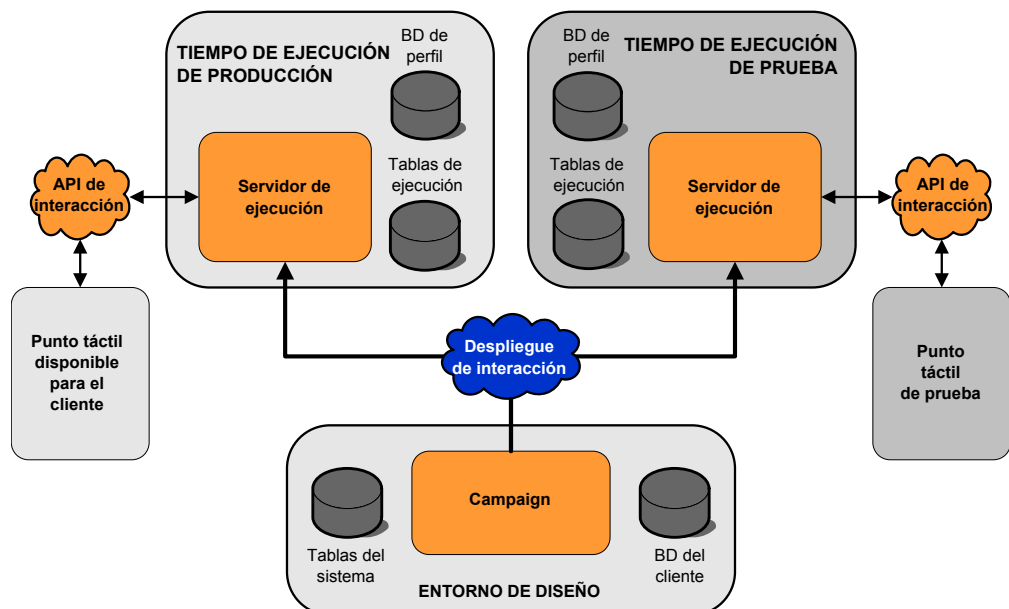 TIEMPO DE EJECUCIÓN
DE PRODUCCIÓN
BD de
perfil
Tablas de
ejecución
Servidor de
ejecución
API de
interacción
Punto táctil
disponible
para el
cliente
BD de
perfil
TIEMPO DE EJECUCIÓN
DE PRUEBA
Tablas de
ejecución
Servidor de
ejecución
API de
interacción
Punto
táctil
de prueba
Despliegue
de interacción
Campaign
Tablas del
sistema
BD del
cliente
ENTORNO DE DISEÑO